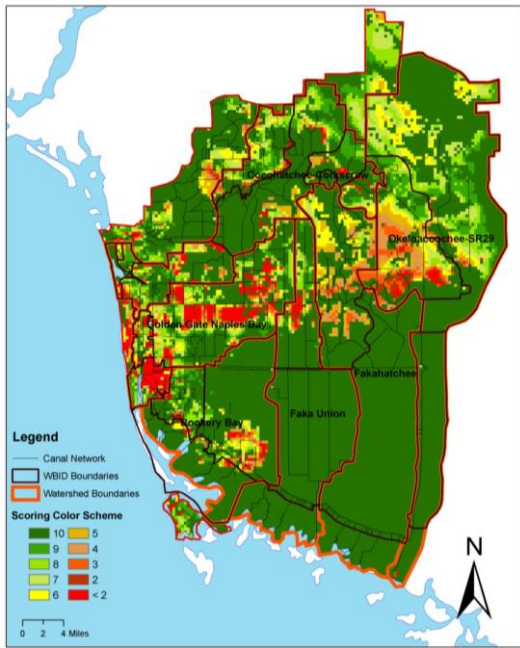 Cocohatchee-Corkscrew
Okaloacoochee-SR29
Golden Gate Naples Bay
Fakahatchee
Faka Union
Rookery Bay
Legend
Canal Network
WBID Boundaries
Watershed Boundaries
Scoring Color Scheme
10 5
9 4
8 3
7 2
6 < 2
0 2 4 Miles
N